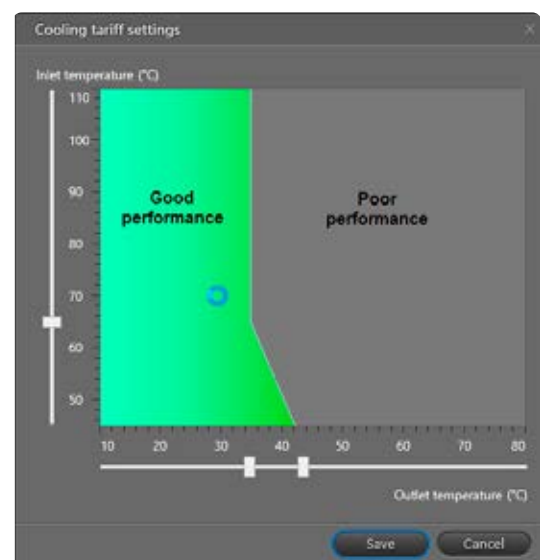 Cooling tariff settings
x
Inlet temperature (°C)
110
100
90
80
70
60
50
Good
performance
Poor
performance
10 20 30 40 50 60 70 80
Outlet temperature (°C)
Save Cancel